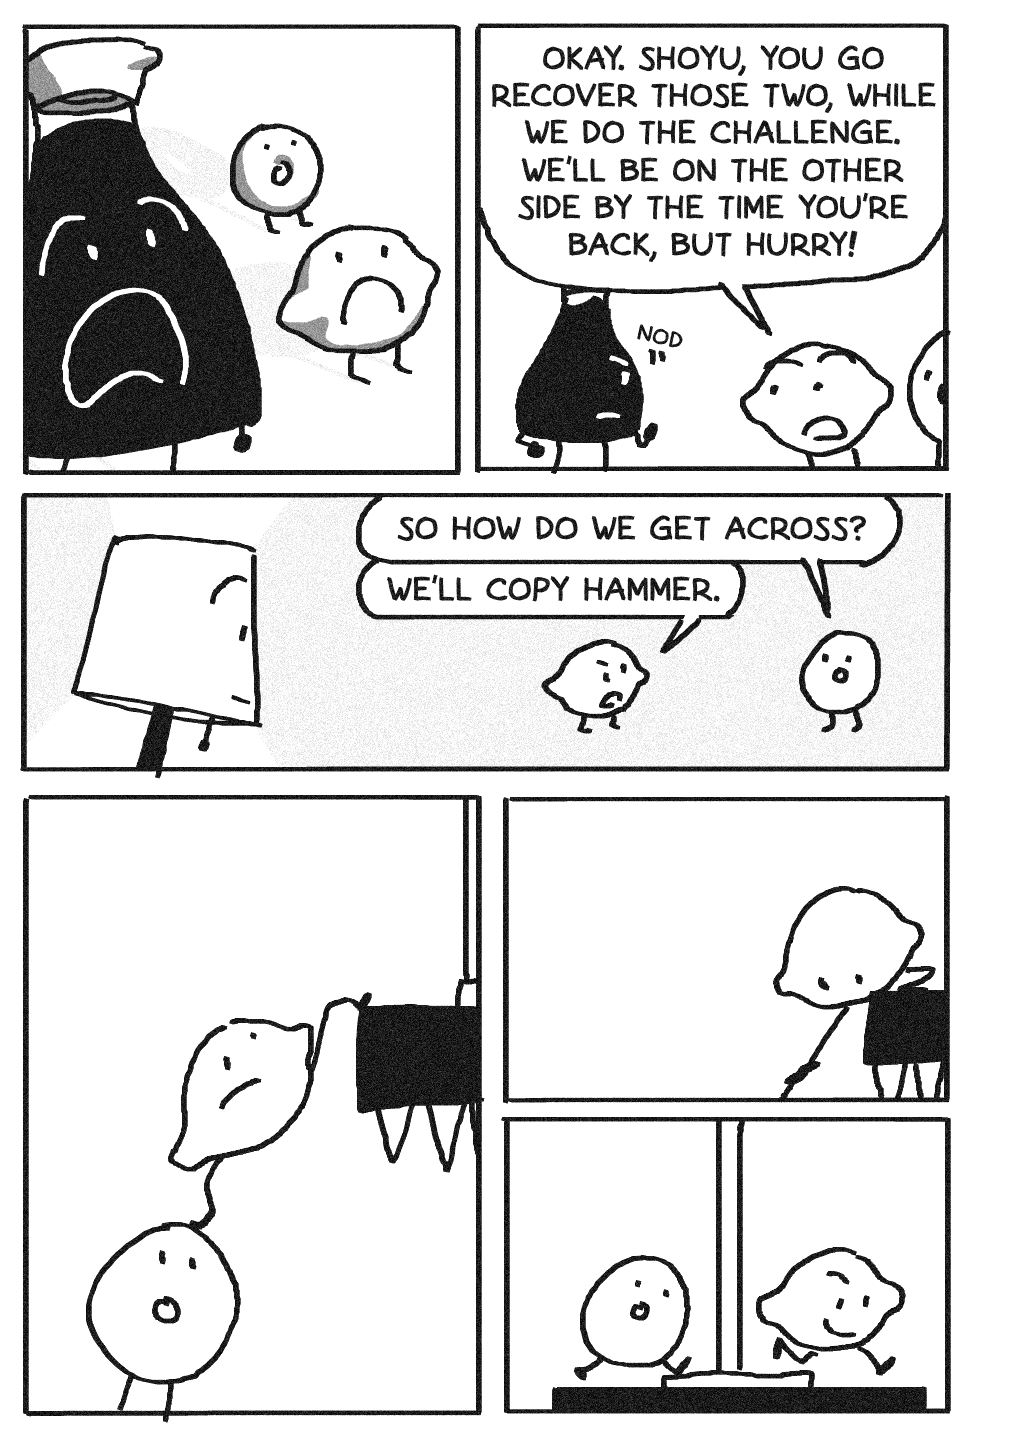 OKAY. SHOYU, YOU GO
RECOVER THOSE TWO, WHILE
WE DO THE CHALLENGE.
WE'LL BE ON THE OTHER
SIDE BY THE TIME YOU'RE
BACK, BUT HURRY!
NOD
SO HOW DO WE GET ACROSS?
WE'LL COPY HAMMER.